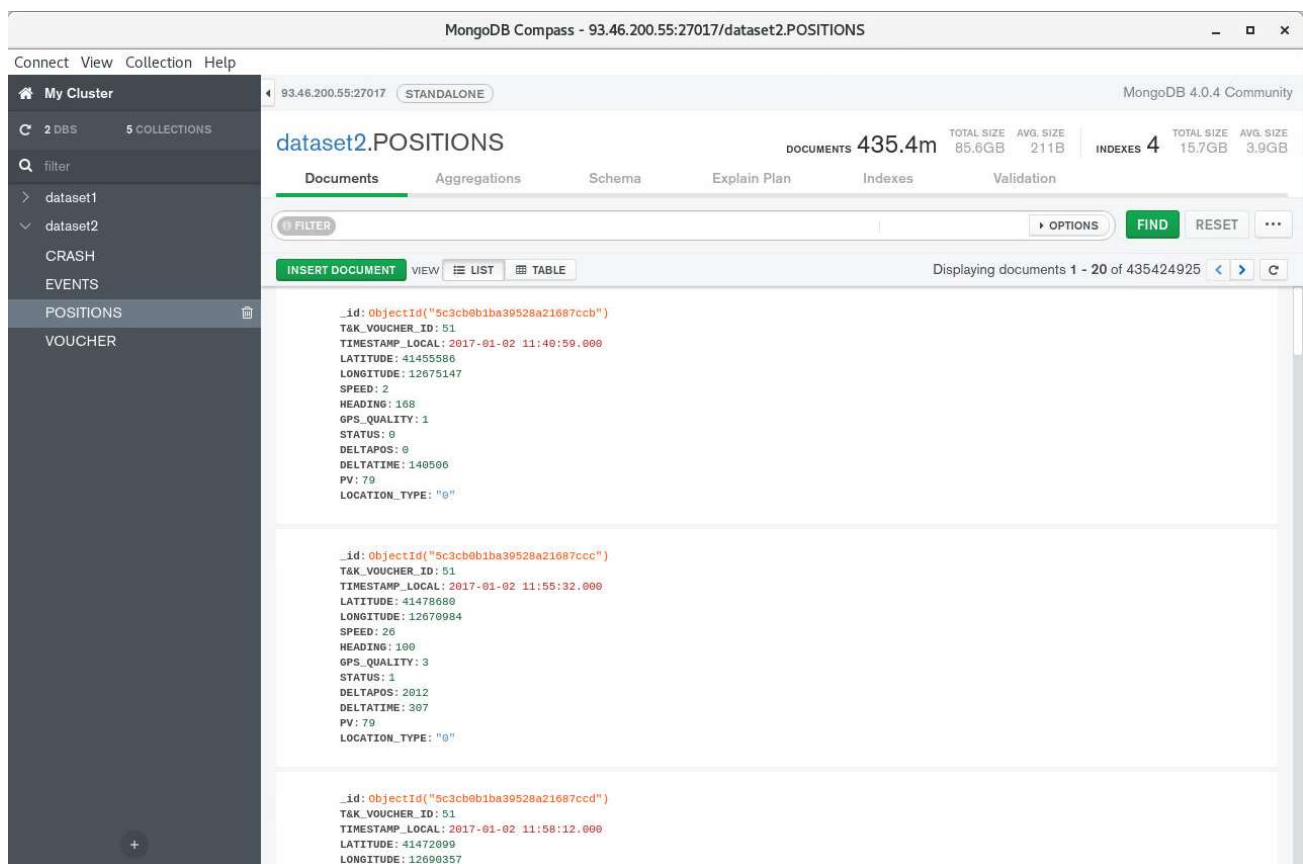 MongoDB Compass - 93.46.200.55:27017/dataset2.POSITIONS
Connect View Collection Help
My Cluster
93.46.200.55:27017 STANDALONE
MongoDB 4.0.4 Community
2 DBS 5 COLLECTIONS
dataset2.POSITIONS
DOCUMENTS 435.4m TOTAL SIZE 85.6GB AVG. SIZE 211B INDEXES 4 TOTAL SIZE 15.7GB AVG. SIZE 3.9GB
filter
Documents Aggregations Schema Explain Plan Indexes Validation
dataset1
dataset2
CRASH
EVENTS
POSITIONS
VOUCHER
FILTER OPTIONS FIND RESET ...
INSERT DOCUMENT VIEW LIST TABLE Displaying documents 1 - 20 of 435424925
_id: ObjectId("5c3cb0b1ba39528a21687ccb")
T&K_VOUCHER_ID: 51
TIMESTAMP_LOCAL: 2017-01-02 11:40:59.000
LATITUDE: 41455586
LONGITUDE: 12675147
SPEED: 2
HEADING: 168
GPS_QUALITY: 1
STATUS: 0
DELTAPOS: 0
DELTATIME: 140506
PV: 79
LOCATION_TYPE: "0"
_id: ObjectId("5c3cb0b1ba39528a21687ccc")
T&K_VOUCHER_ID: 51
TIMESTAMP_LOCAL: 2017-01-02 11:55:32.000
LATITUDE: 41478680
LONGITUDE: 12670984
SPEED: 26
HEADING: 100
GPS_QUALITY: 3
STATUS: 1
DELTAPOS: 2012
DELTATIME: 307
PV: 79
LOCATION_TYPE: "0"
_id: ObjectId("5c3cb0b1ba39528a21687ccd")
T&K_VOUCHER_ID: 51
TIMESTAMP_LOCAL: 2017-01-02 11:58:12.000
LATITUDE: 41472099
LONGITUDE: 12690357